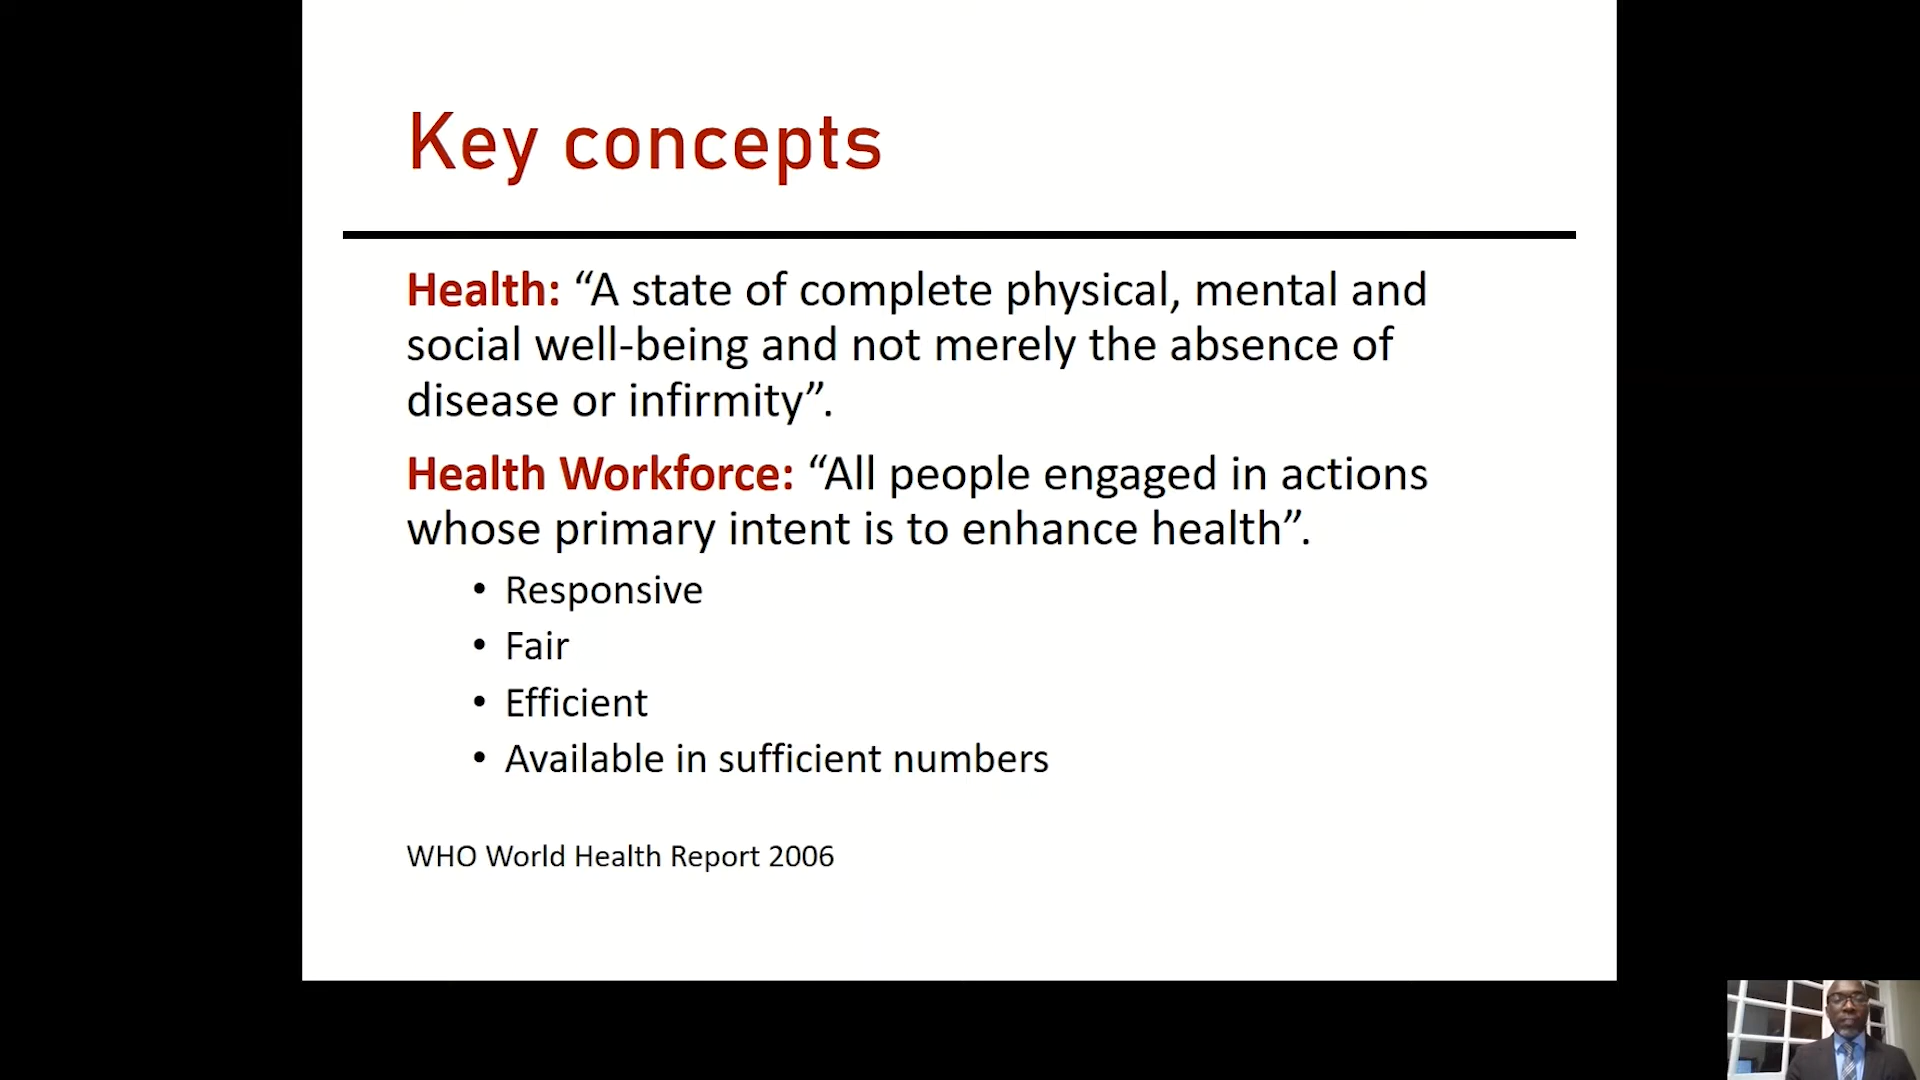 Key concepts
Health: “A state of complete physical, mental and
social well-being and not merely the absence of
disease or infirmity”.
Health Workforce: “All people engaged in actions
whose primary intent is to enhance health”.
• Responsive
• Fair
• Efficient
• Available in sufficient numbers
WHO World Health Report 2006